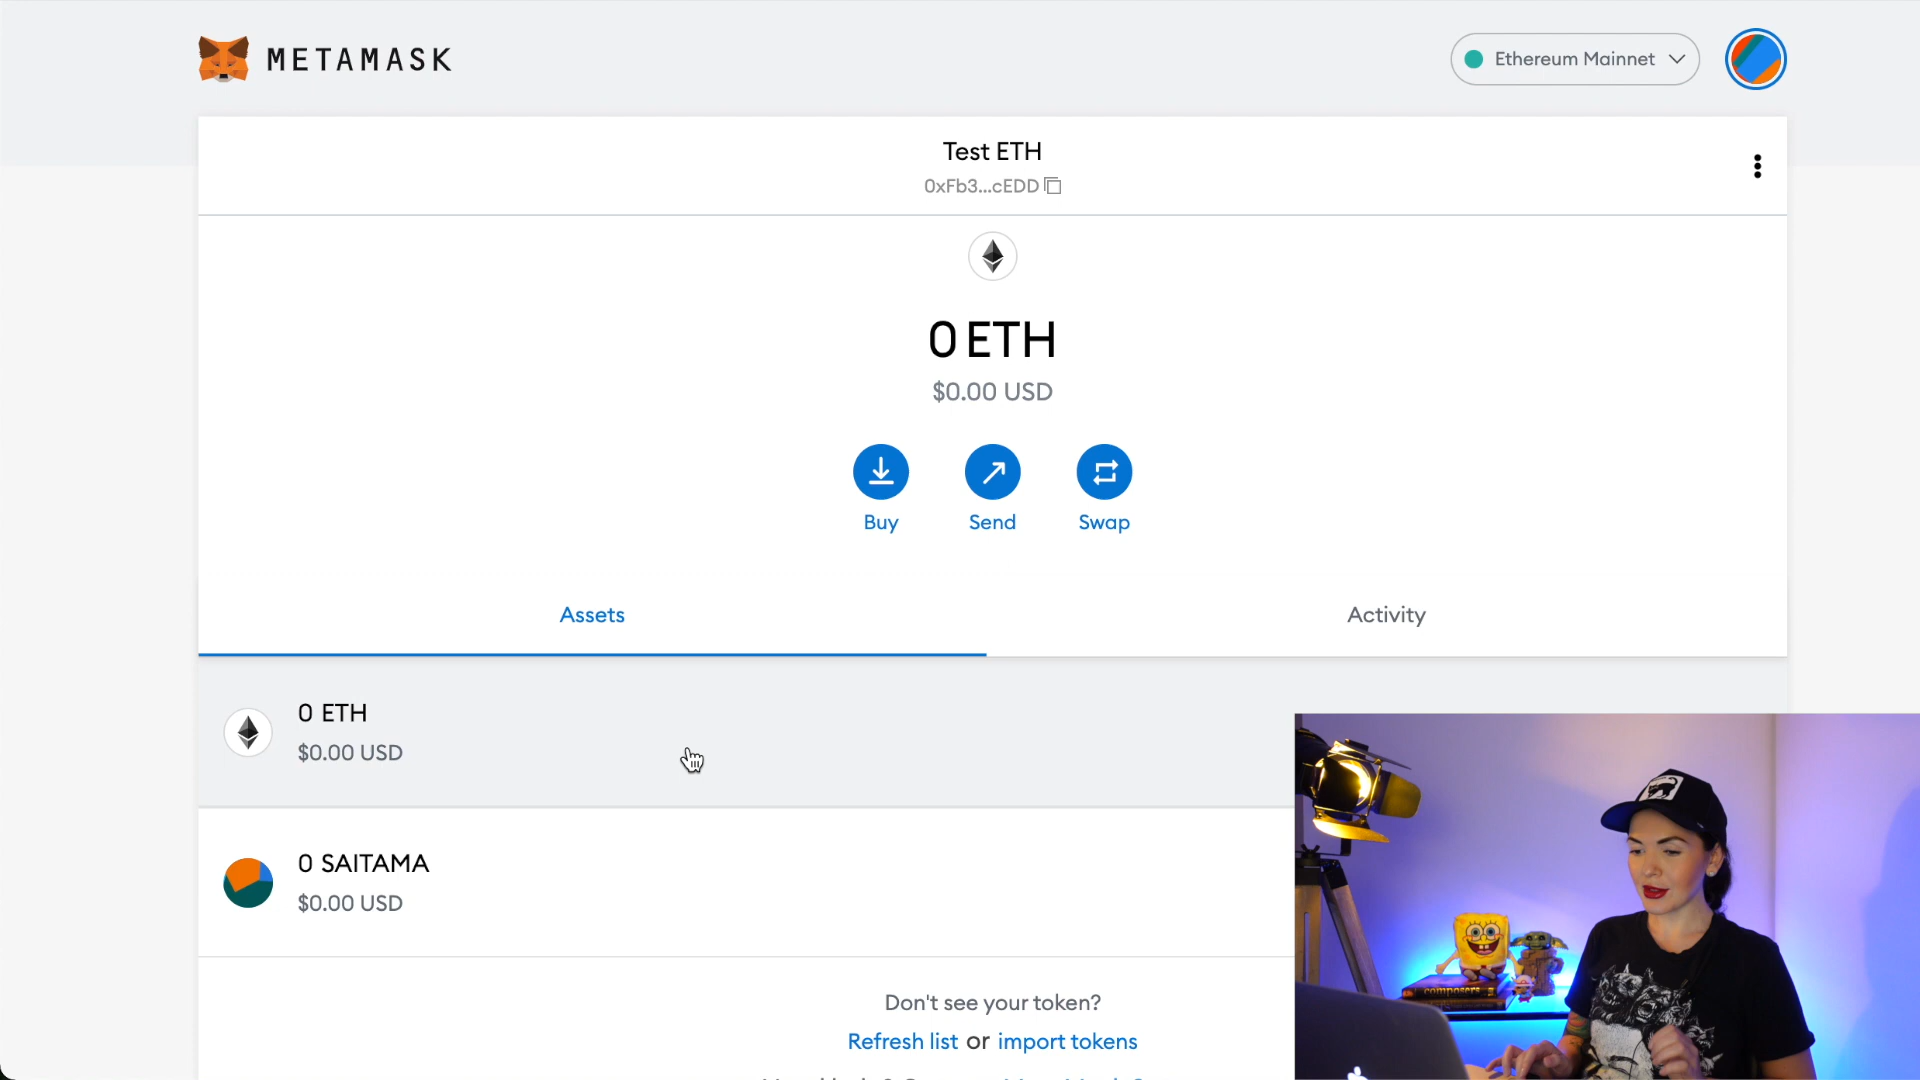 METAMASK
Ethereum Mainnet
Test ETH
0xFb3...cEDD
0 ETH
$0.00 USD
Buy
Send
Swap
Assets
Activity
0 ETH
$0.00 USD
0 SAITAMA
$0.00 USD
Don't see your token?
Refresh list or import tokens
composers